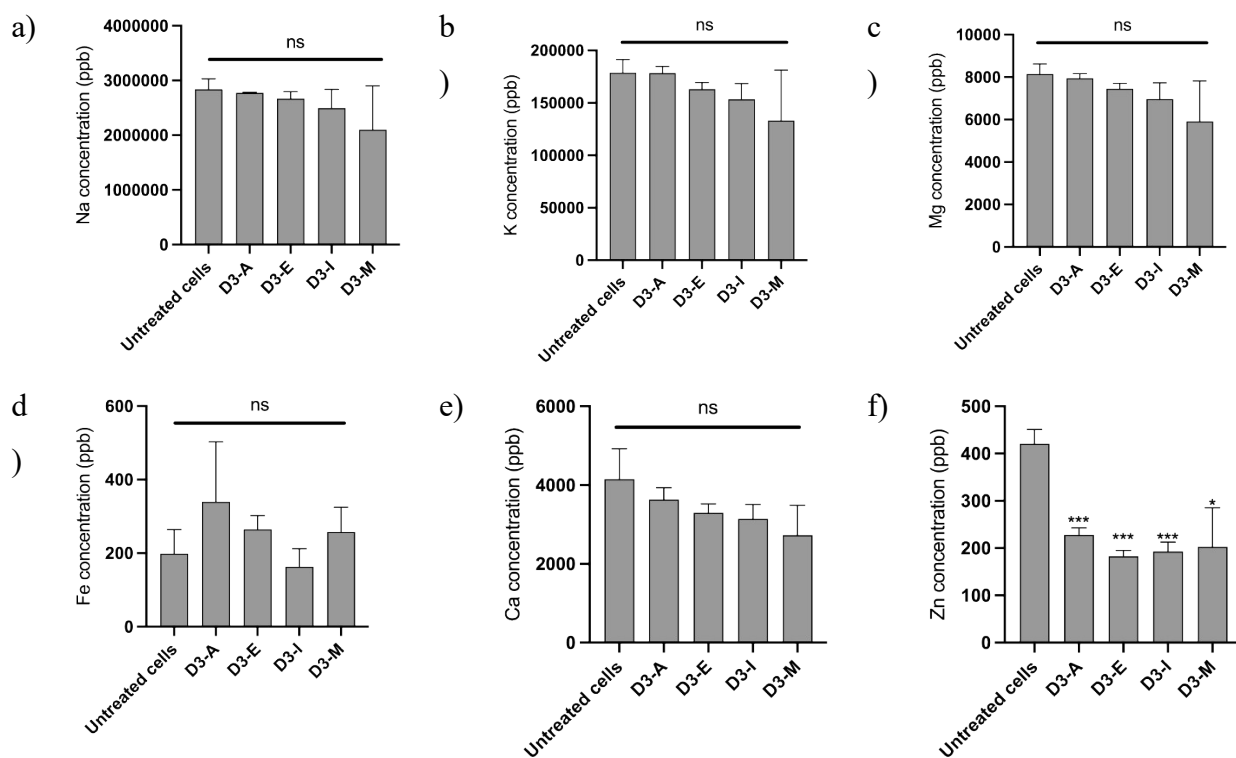 a)
Na concentration (ppb)
4000000
3000000
2000000
1000000
0
ns
Untreated cells
D3-A
D3-E
D3-I
D3-M
b
)
K concentration (ppb)
200000
150000
100000
50000
0
ns
Untreated cells
D3-A
D3-E
D3-I
D3-M
c
)
Mg concentration (ppb)
10000
8000
6000
4000
2000
0
ns
Untreated cells
D3-A
D3-E
D3-I
D3-M
d
)
Fe concentration (ppb)
600
400
200
0
ns
Untreated cells
D3-A
D3-E
D3-I
D3-M
e)
Ca concentration (ppb)
6000
4000
2000
0
ns
Untreated cells
D3-A
D3-E
D3-I
D3-M
f)
Zn concentration (ppb)
500
400
300
200
100
0
***
***
***
*
Untreated cells
D3-A
D3-E
D3-I
D3-M